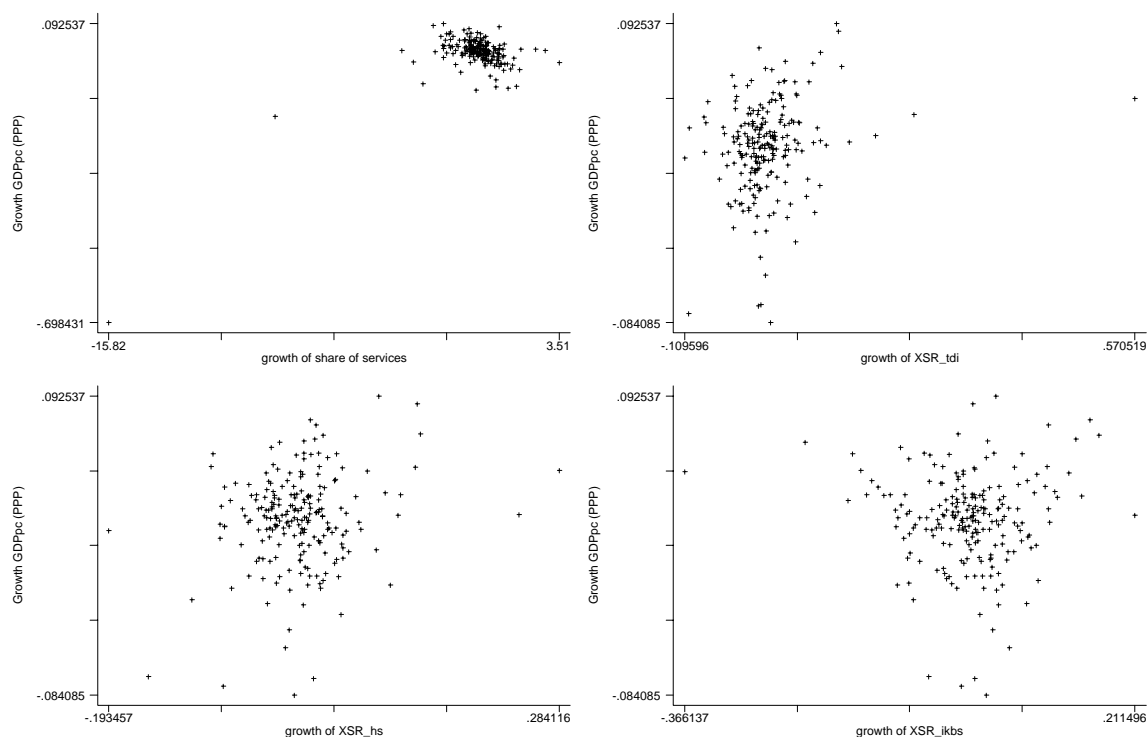 .092537
Growth GDPpc (PPP)
-.698431
-15.82
3.51
growth of share of services
.092537
Growth GDPpc (PPP)
-.084085
-.109596
.570519
growth of XSR_tdi
.092537
Growth GDPpc (PPP)
-.084085
-.193457
.284116
growth of XSR_hs
.092537
Growth GDPpc (PPP)
-.084085
-.366137
.211496
growth of XSR_ikbs